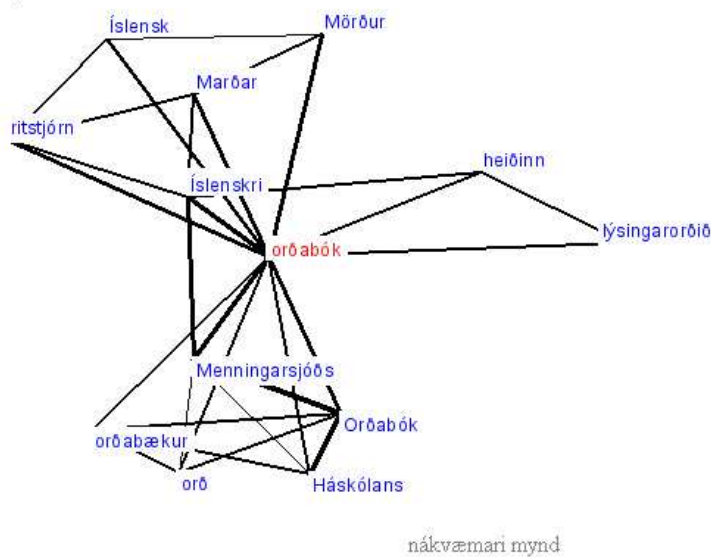 Íslensk
Mörður
Marðar
ritstjórn
heiðinn
Íslenskri
lýsingarorðið
orðabók
Menningarsjóðs
Orðabók
orðabækur
orð
Háskólans
nákvæmari mynd